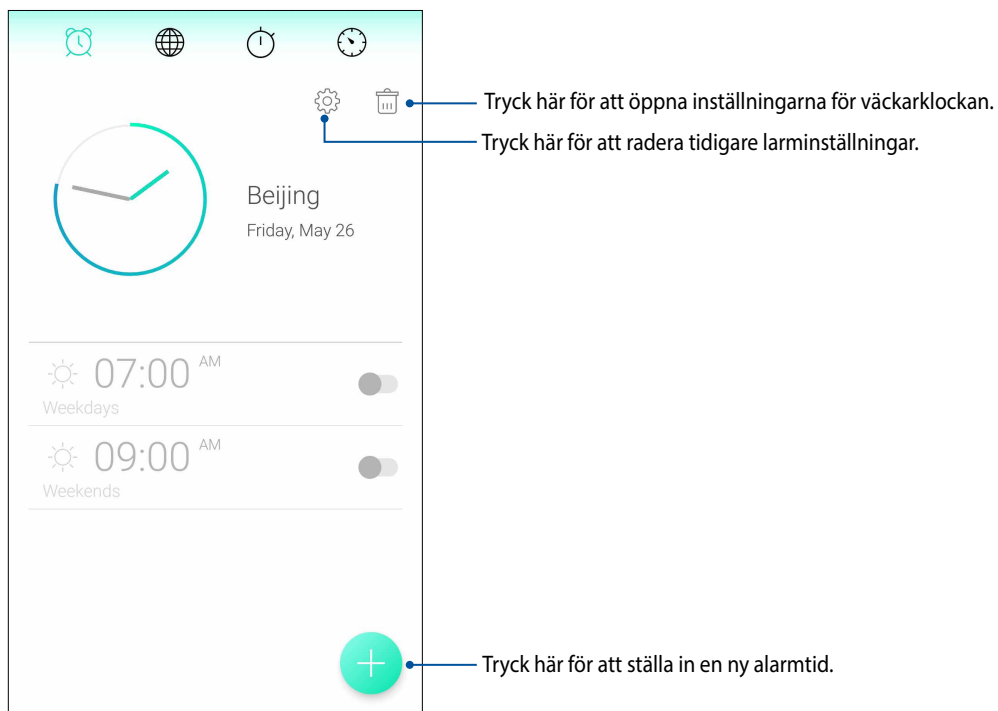 Tryck här för att öppna inställningarna för väckarklockan.
Tryck här för att radera tidigare larminställningar.
Beijing
Friday, May 26
07:00 AM
Weekdays
09:00 AM
Weekends
Tryck här för att ställa in en ny alarmtid.